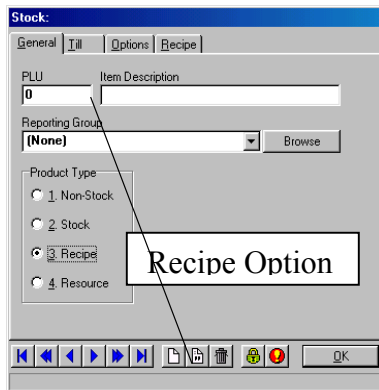 Stock:
General Till Options Recipe
PLU Item Description
0
Reporting Group
(None) Browse
Product Type
1. Non-Stock
2. Stock
3. Recipe
Recipe Option
4. Resource
OK